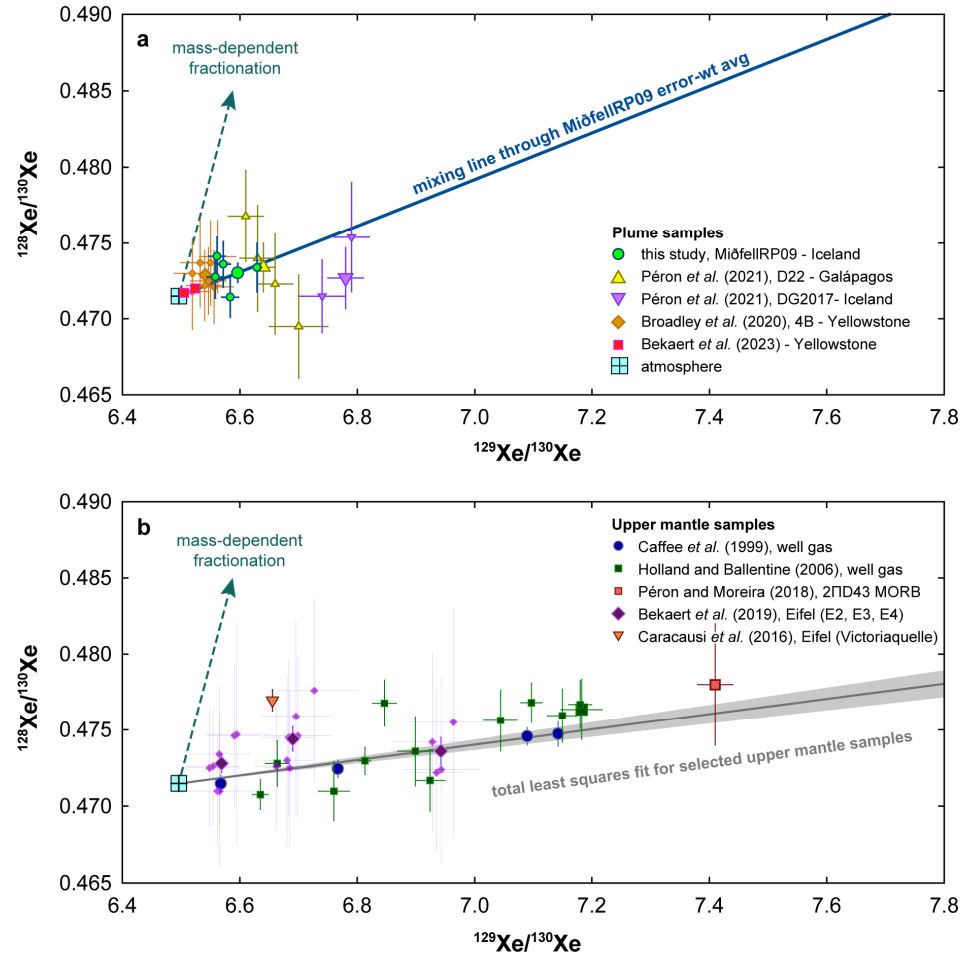 a
mass-dependent
fractionation
mixing line through MiðfellRP09 error-wt avg
Plume samples
this study, MiðfellRP09 - Iceland
Péron et al. (2021), D22 - Galápagos
Péron et al. (2021), DG2017- Iceland
Broadley et al. (2020), 4B - Yellowstone
Bekaert et al. (2023) - Yellowstone
atmosphere
0.490
0.485
0.480
0.475
0.470
0.465
¹²⁸Xe/¹³⁰Xe
6.4 6.6 6.8 7.0 7.2 7.4 7.6 7.8
¹²⁹Xe/¹³⁰Xe
b
mass-dependent
fractionation
Upper mantle samples
Caffee et al. (1999), well gas
Holland and Ballentine (2006), well gas
Péron and Moreira (2018), 2ΠD43 MORB
Bekaert et al. (2019), Eifel (E2, E3, E4)
Caracausi et al. (2016), Eifel (Victoriaquelle)
total least squares fit for selected upper mantle samples
0.490
0.485
0.480
0.475
0.470
0.465
¹²⁸Xe/¹³⁰Xe
6.4 6.6 6.8 7.0 7.2 7.4 7.6 7.8
¹²⁹Xe/¹³⁰Xe